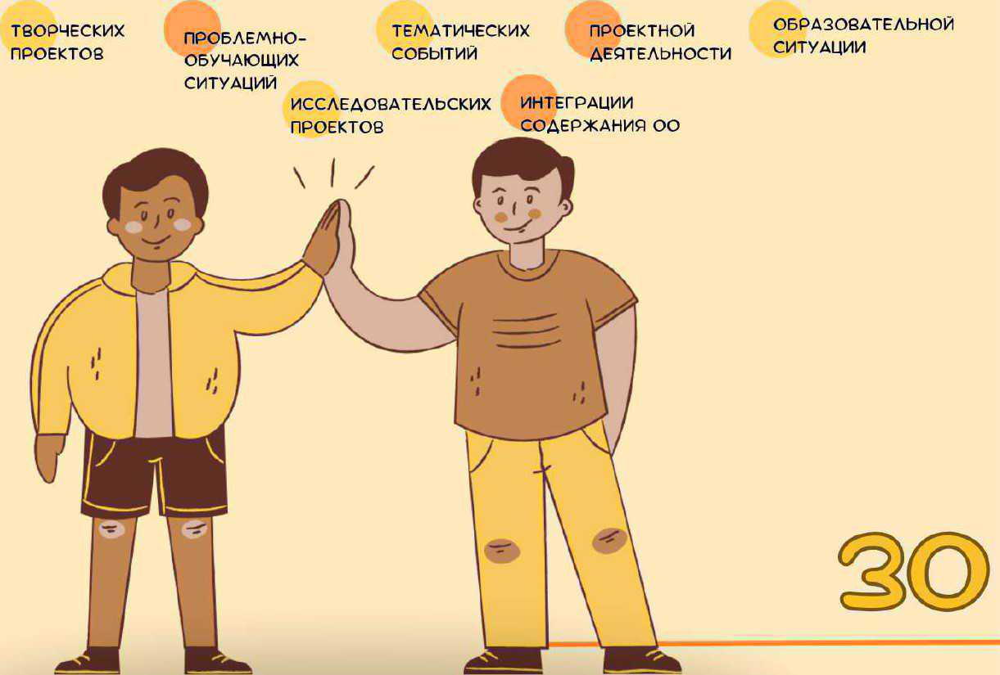 ТВОРЧЕСКИХ
ПРОЕКТОВ
ПРОБЛЕМНО-
ОБУЧАЮЩИХ
СИТУАЦИЙ
ТЕМАТИЧЕСКИХ
СОБЫТИЙ
ПРОЕКТНОЙ
ДЕЯТЕЛЬНОСТИ
ОБРАЗОВАТЕЛЬНОЙ
СИТУАЦИИ
ИССЛЕДОВАТЕЛЬСКИХ
ПРОЕКТОВ
ИНТЕГРАЦИИ
СОДЕРЖАНИЯ ОО
30